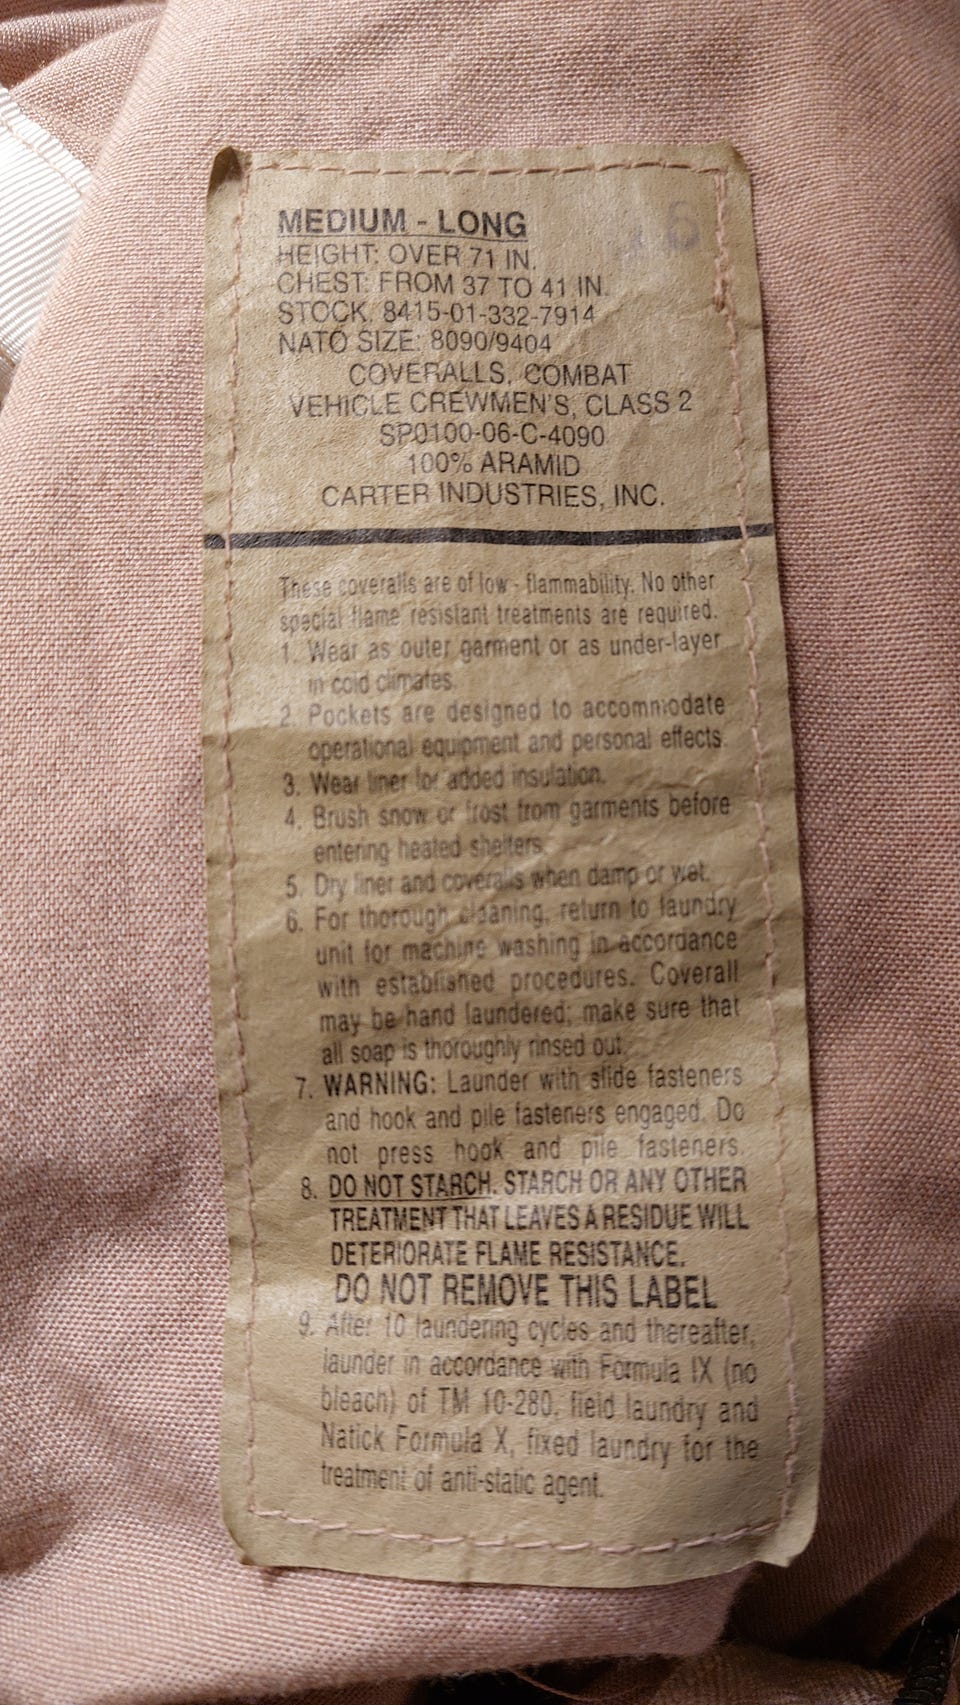 MEDIUM - LONG
HEIGHT: OVER 71 IN.
CHEST: FROM 37 TO 41 IN.
STOCK. 8415-01-332-7914
NATO SIZE: 8090/9404
COVERALLS, COMBAT
VEHICLE CREWMEN'S, CLASS 2
SP0100-06-C-4090
100% ARAMID
CARTER INDUSTRIES, INC.
These coveralls are of low - flammability. No other
special flame resistant treatments are required.
1. Wear as outer garment or as under-layer
in cold climates.
2. Pockets are designed to accommodate
operational equipment and personal effects.
3. Wear liner for added insulation.
4. Brush snow or frost from garments before
entering heated shelters.
5. Dry liner and coveralls when damp or wet.
6. For thorough cleaning, return to laundry
unit for machine washing in accordance
with established procedures. Coverall
may be hand laundered; make sure that
all soap is thoroughly rinsed out.
7. WARNING: Launder with slide fasteners
and hook and pile fasteners engaged. Do
not press hook and pile fasteners.
8. DO NOT STARCH. STARCH OR ANY OTHER
TREATMENT THAT LEAVES A RESIDUE WILL
DETERIORATE FLAME RESISTANCE.
DO NOT REMOVE THIS LABEL
9. After 10 laundering cycles and thereafter,
launder in accordance with Formula IX (no
bleach) of TM 10-280, field laundry and
Natick Formula X, fixed laundry for the
treatment of anti-static agent.